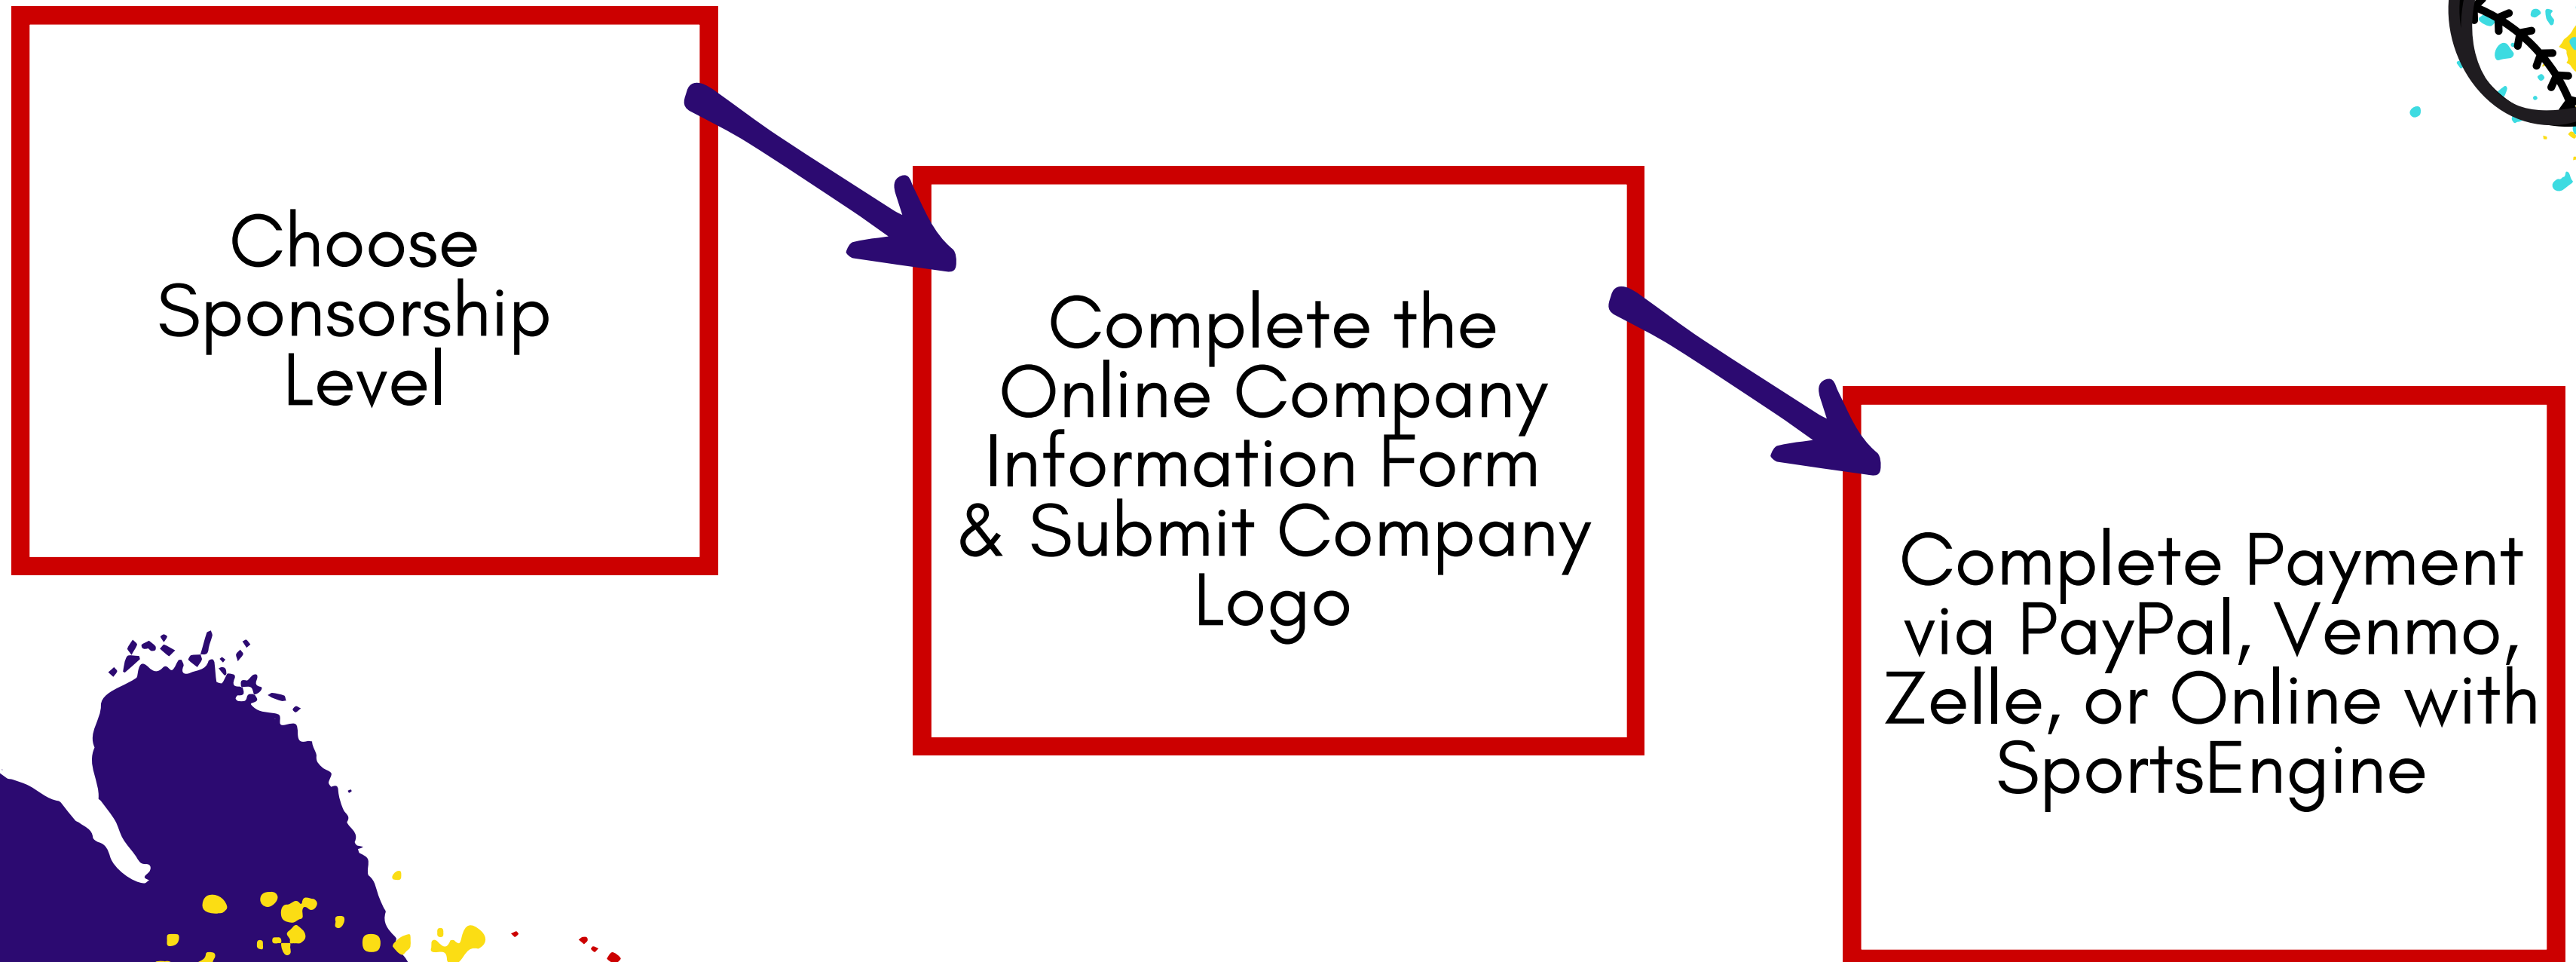 Choose
Sponsorship
Level
Complete the
Online Company
Information Form
& Submit Company
Logo
Complete Payment
via PayPal, Venmo,
Zelle, or Online with
SportsEngine